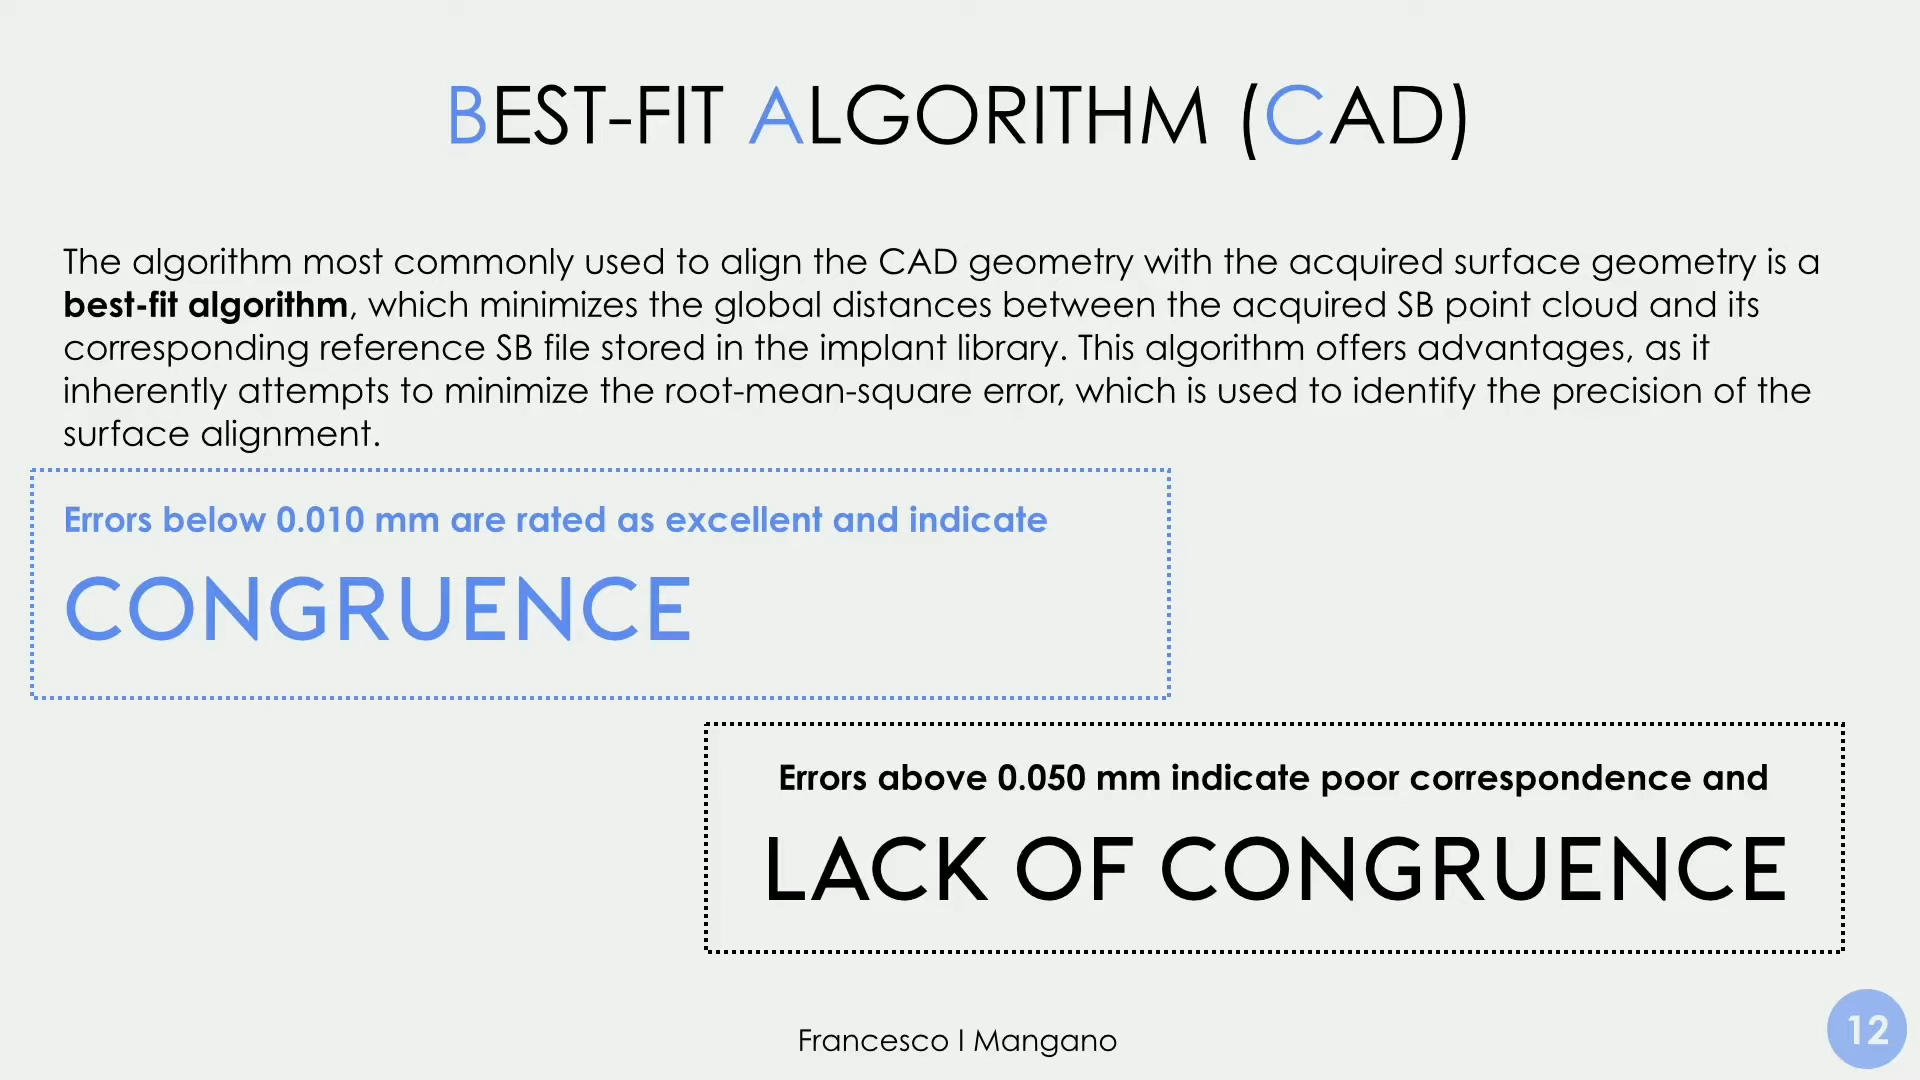 BEST-FIT ALGORITHM (CAD)
The algorithm most commonly used to align the CAD geometry with the acquired surface geometry is a
best-fit algorithm, which minimizes the global distances between the acquired SB point cloud and its
corresponding reference SB file stored in the implant library. This algorithm offers advantages, as it
inherently attempts to minimize the root-mean-square error, which is used to identify the precision of the
surface alignment.
Errors below 0.010 mm are rated as excellent and indicate
CONGRUENCE
Errors above 0.050 mm indicate poor correspondence and
LACK OF CONGRUENCE
Francesco I Mangano
12